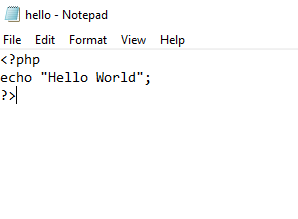 hello - Notepad
File Edit Format View Help
<?php
echo "Hello World";
?>